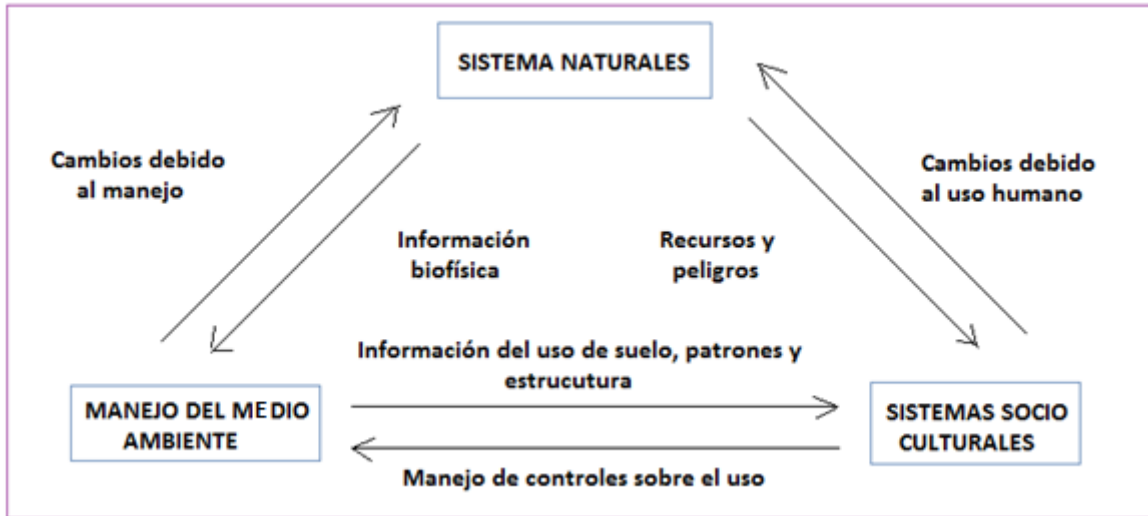 SISTEMA NATURALES
Cambios debido
al manejo
Cambios debido
al uso humano
Información
biofísica
Recursos y
peligros
Información del uso de suelo, patrones y
estrucutura
MANEJO DEL MEDIO
AMBIENTE
SISTEMAS SOCIO
CULTURALES
Manejo de controles sobre el uso